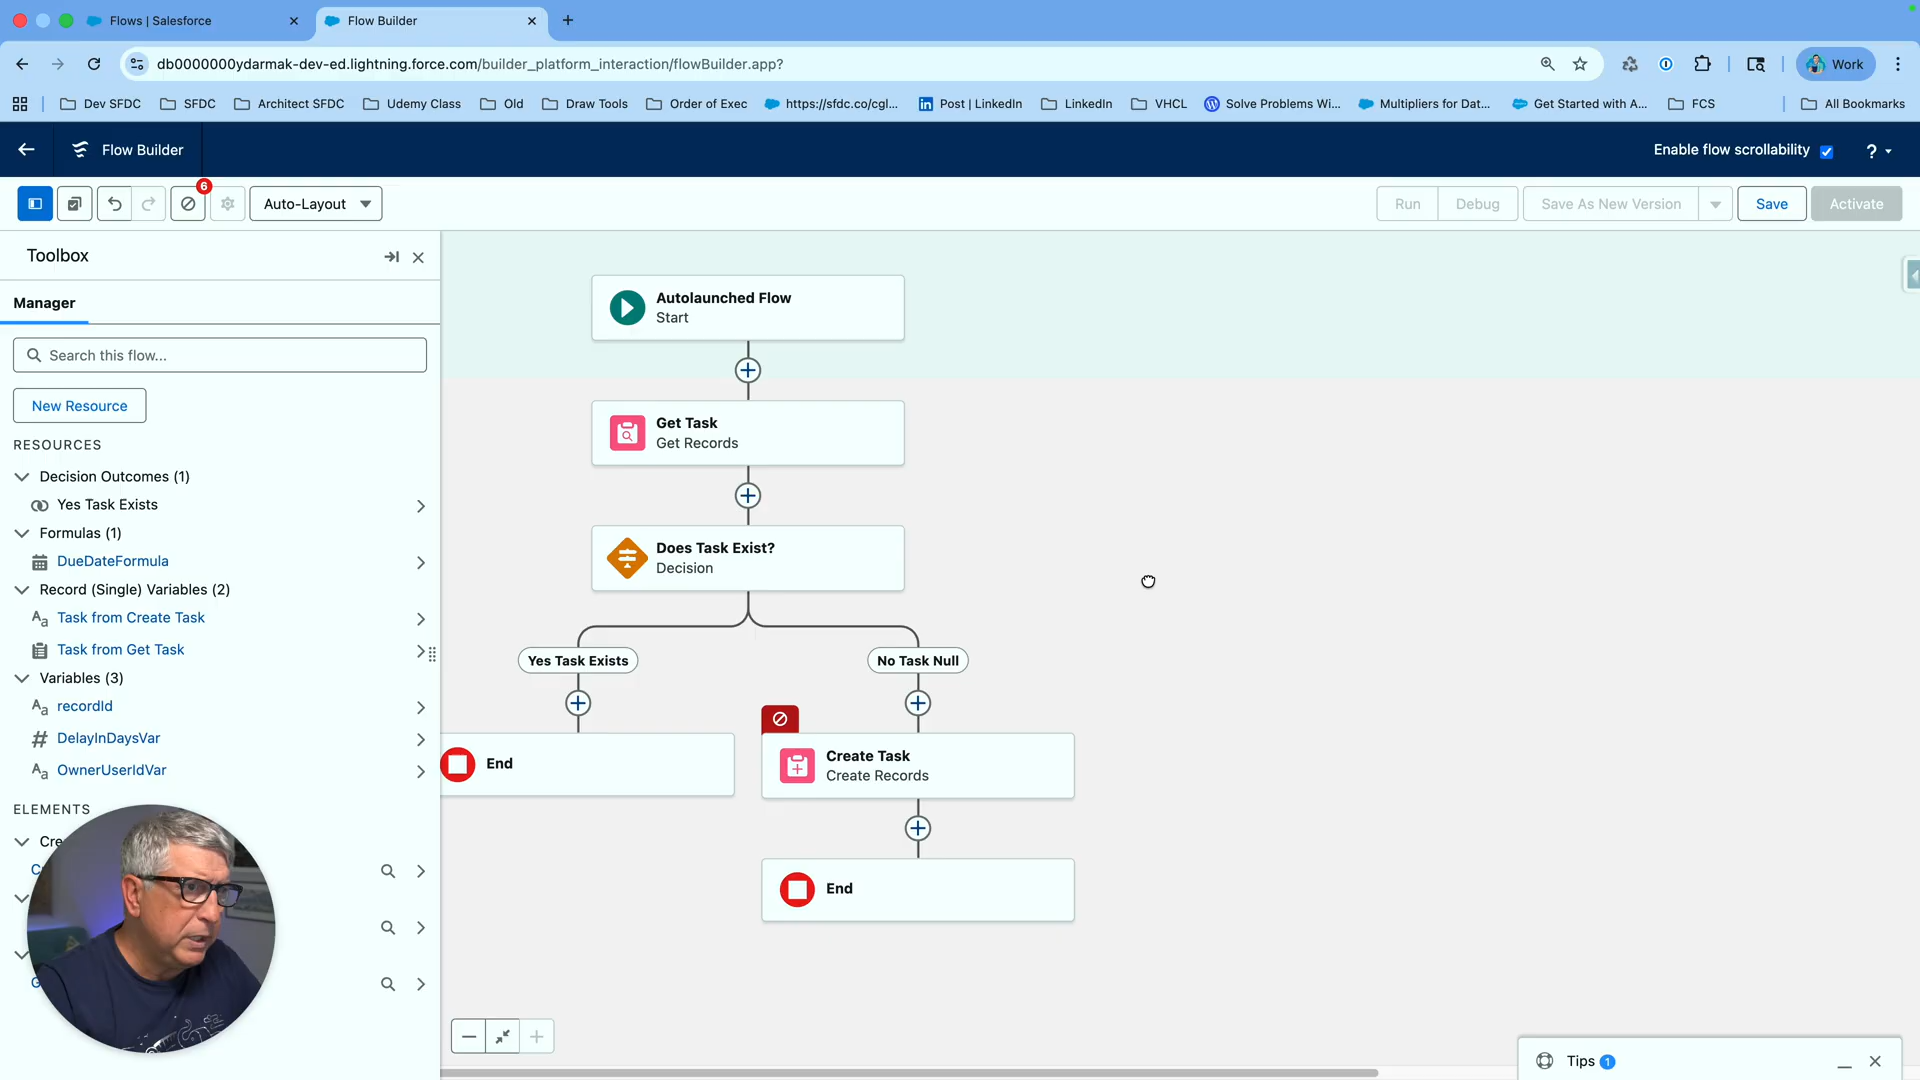 Flows | Salesforce
Flow Builder
db0000000ydarmak-dev-ed.lightning.force.com/builder_platform_interaction/flowBuilder.app?
Work
Dev SFDC
SFDC
Architect SFDC
Udemy Class
Old
Draw Tools
Order of Exec
https://sfdc.co/cgl...
Post | LinkedIn
LinkedIn
VHCL
Solve Problems Wi...
Multipliers for Dat...
Get Started with A...
FCS
All Bookmarks
Flow Builder
Enable flow scrollability
?
6
Auto-Layout
Run
Debug
Save As New Version
Save
Activate
Toolbox
Manager
Search this flow...
New Resource
RESOURCES
Decision Outcomes (1)
Yes Task Exists
Formulas (1)
DueDateFormula
Record (Single) Variables (2)
Task from Create Task
Task from Get Task
Variables (3)
recordId
DelayInDaysVar
OwnerUserIdVar
ELEMENTS
Autolaunched Flow
Start
Get Task
Get Records
Does Task Exist?
Decision
Yes Task Exists
No Task Null
End
Create Task
Create Records
End
Tips 1